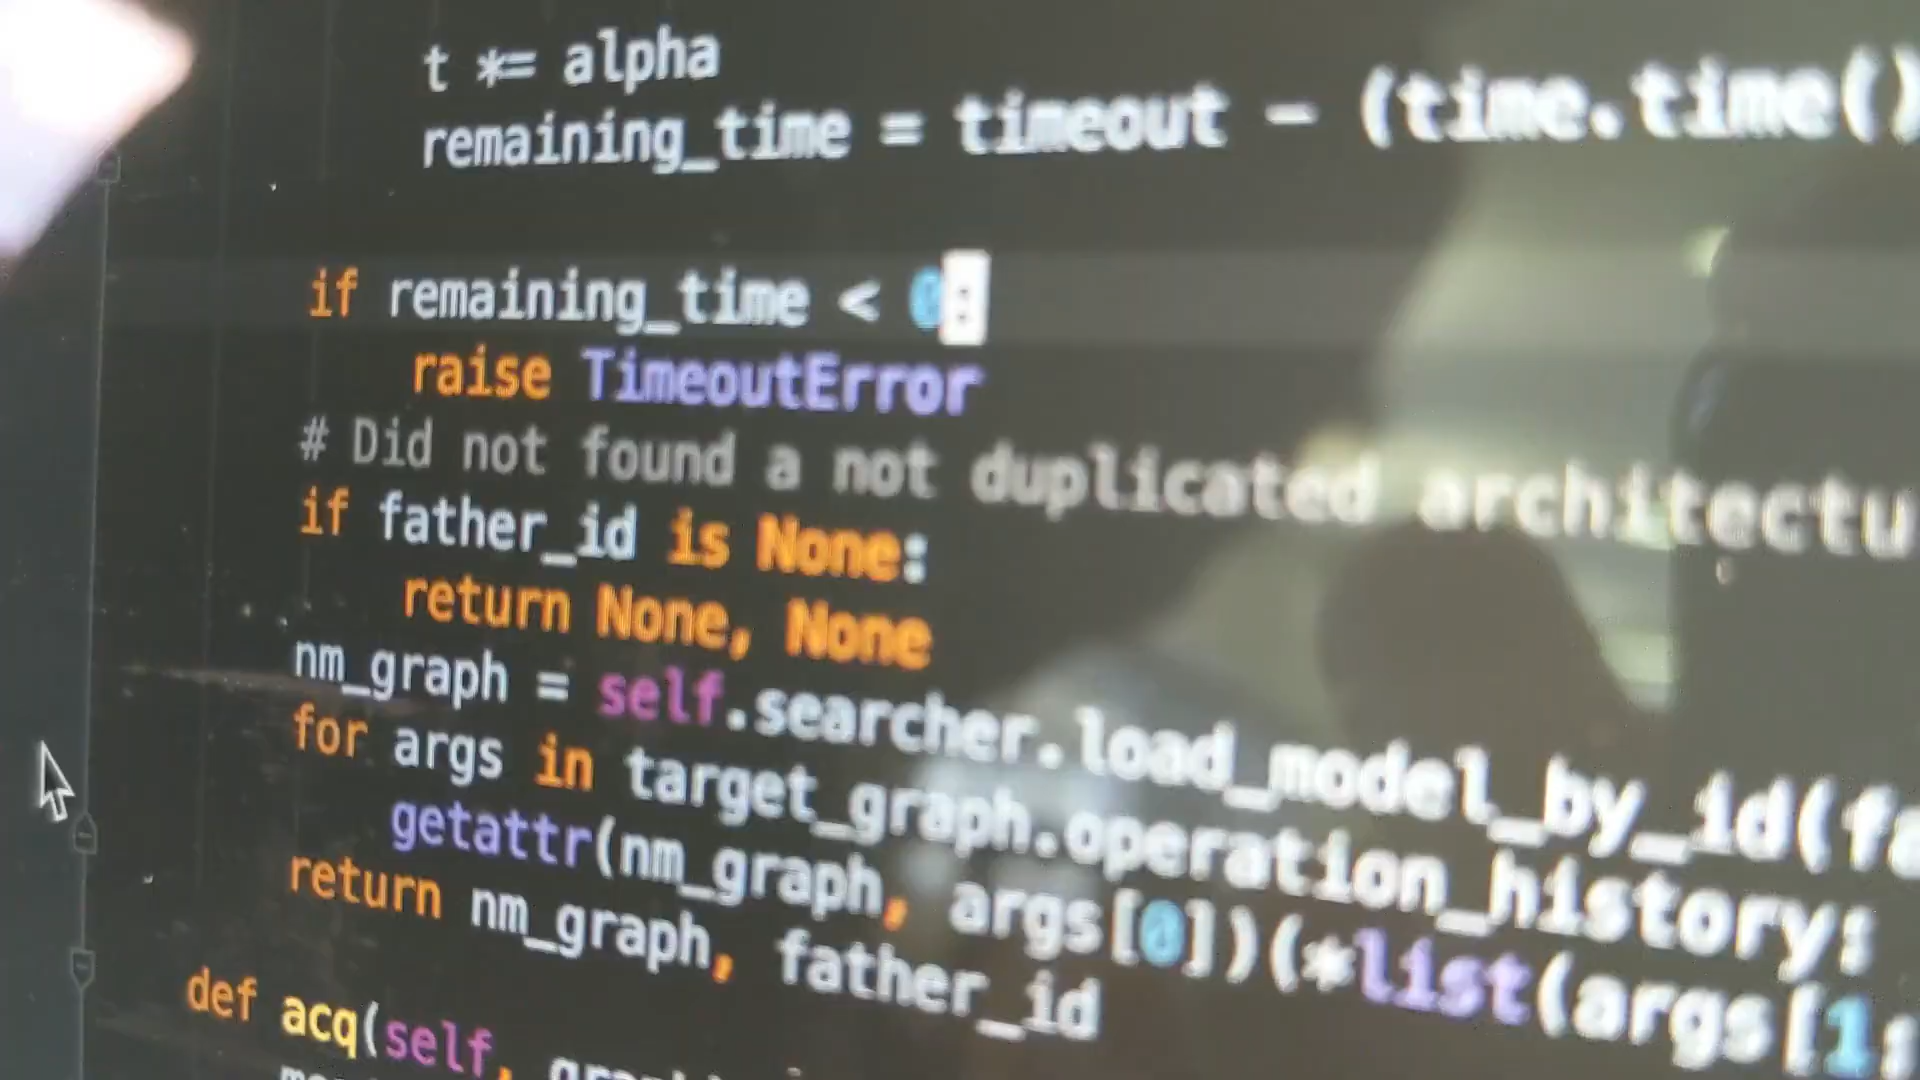 t *= alpha
remaining_time = timeout - (time.time()
if remaining_time < 0:
raise TimeoutError
# Did not found a not duplicated architectu
if father_id is None:
return None, None
nm_graph = self.searcher.load_model_by_id(fa
for args in target_graph.operation_history:
getattr(nm_graph, args[0])(*list(args[1:
return nm_graph, father_id
def acq(self,